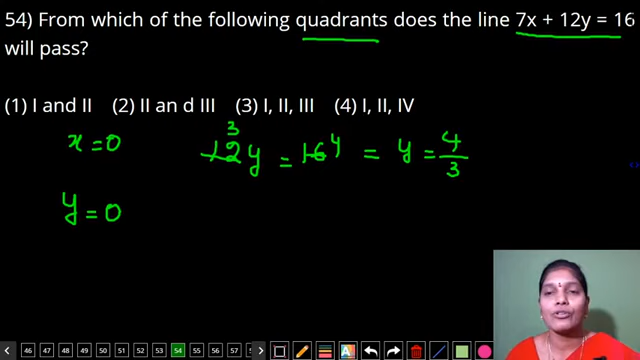 54) From which of the following quadrants does the line 7x + 12y = 16
will pass?
(1) I and II (2) II an d III (3) I, II, III (4) I, II, IV
x = 0 12y = 16 = y = 4/3
3 4
y = 0
46 47 48 49 50 51 52 53 54 55 56 57